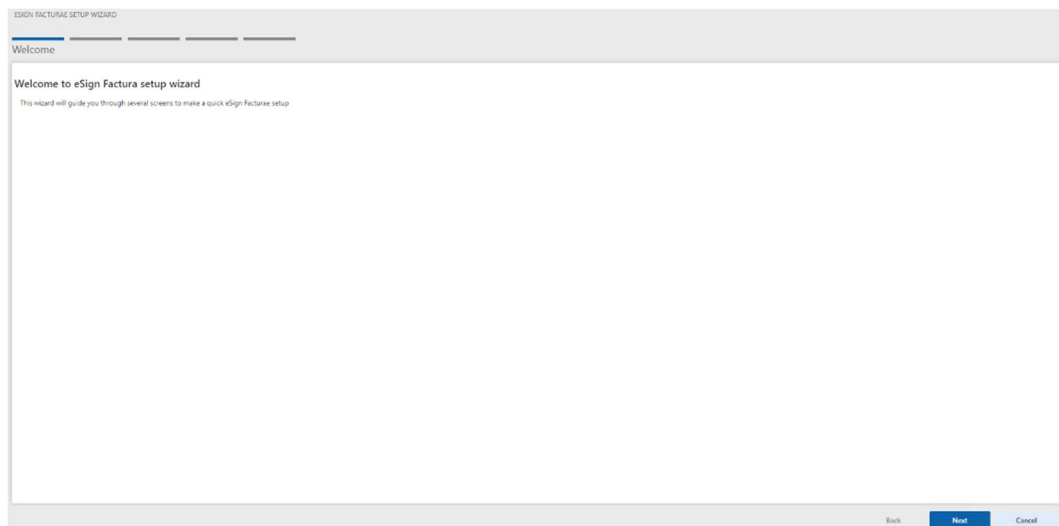 ESIGN FACTURAE SETUP WIZARD
Welcome
Welcome to eSign Factura setup wizard
This wizard will guide you through several screens to make a quick eSign Facturae setup
Back Next Cancel